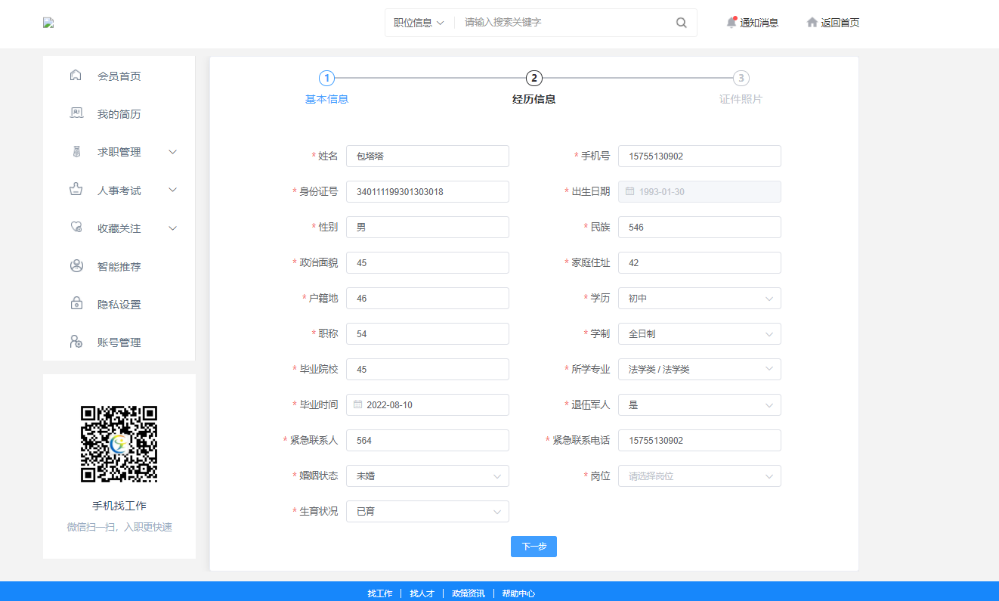 职位信息 请输入搜索关键字 通知消息 返回首页
会员首页
我的简历
求职管理
人事考试
收藏关注
智能推荐
隐私设置
账号管理
手机找工作
微信扫一扫，入职更快速
1 2 3
基本信息 经历信息 证件照片
* 姓名 包塔塔 * 手机号 15755130902
* 身份证号 340111199301303018 * 出生日期 1993-01-30
* 性别 男 * 民族 546
* 政治面貌 45 * 家庭住址 42
* 户籍地 46 * 学历 初中
* 职称 54 * 学制 全日制
* 毕业院校 45 * 所学专业 法学类 / 法学类
* 毕业时间 2022-08-10 * 退伍军人 是
* 紧急联系人 564 * 紧急联系电话 15755130902
* 婚姻状态 未婚 * 岗位 请选择岗位
* 生育状况 已育
下一步
找工作 | 找人才 | 政策资讯 | 帮助中心